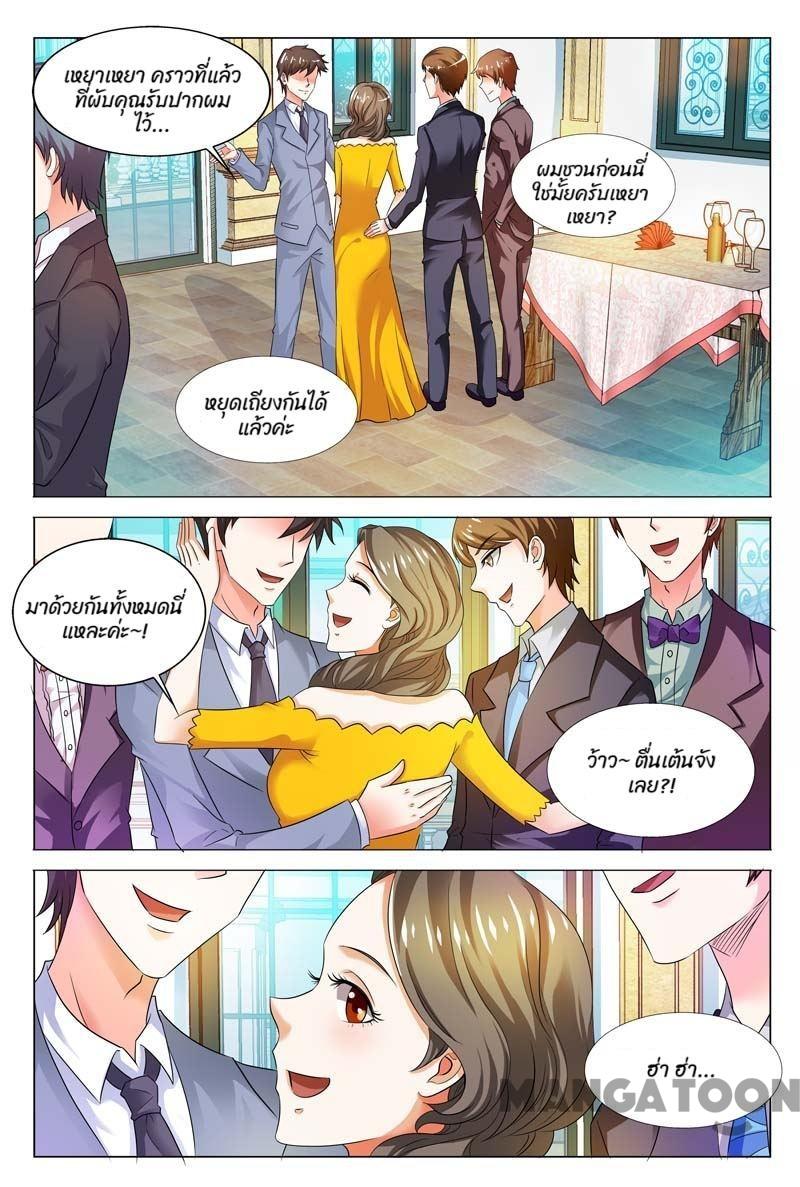 เหยาเหยา คราวที่แล้ว
ที่ผับคุณรับปากผม
ไว้...
ผมชวนก่อนนี่
ใช่มั้ยครับเหยา
เหยา?
หยุดเถียงกันได้
แล้วค่ะ
มาด้วยกันทั้งหมดนี่
แหละค่ะ~!
ว้าว~ ตื่นเต้นจัง
เลย?!
ฮ่า ฮ่า...
MANGATOON